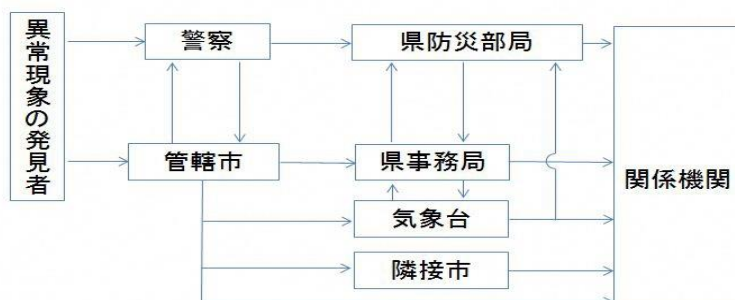 異常現象の発見者
警察
県防災部局
管轄市
県事務局
関係機関
気象台
隣接市